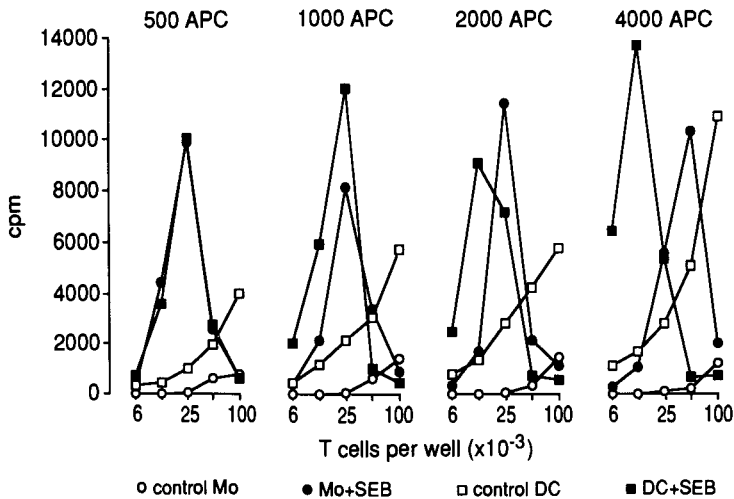 500 APC 1000 APC 2000 APC 4000 APC
14000
12000
10000
8000
6000
4000
2000
0
cpm
6 25 100 6 25 100 6 25 100 6 25 100
T cells per well (x10⁻³)
control Mo Mo+SEB control DC DC+SEB